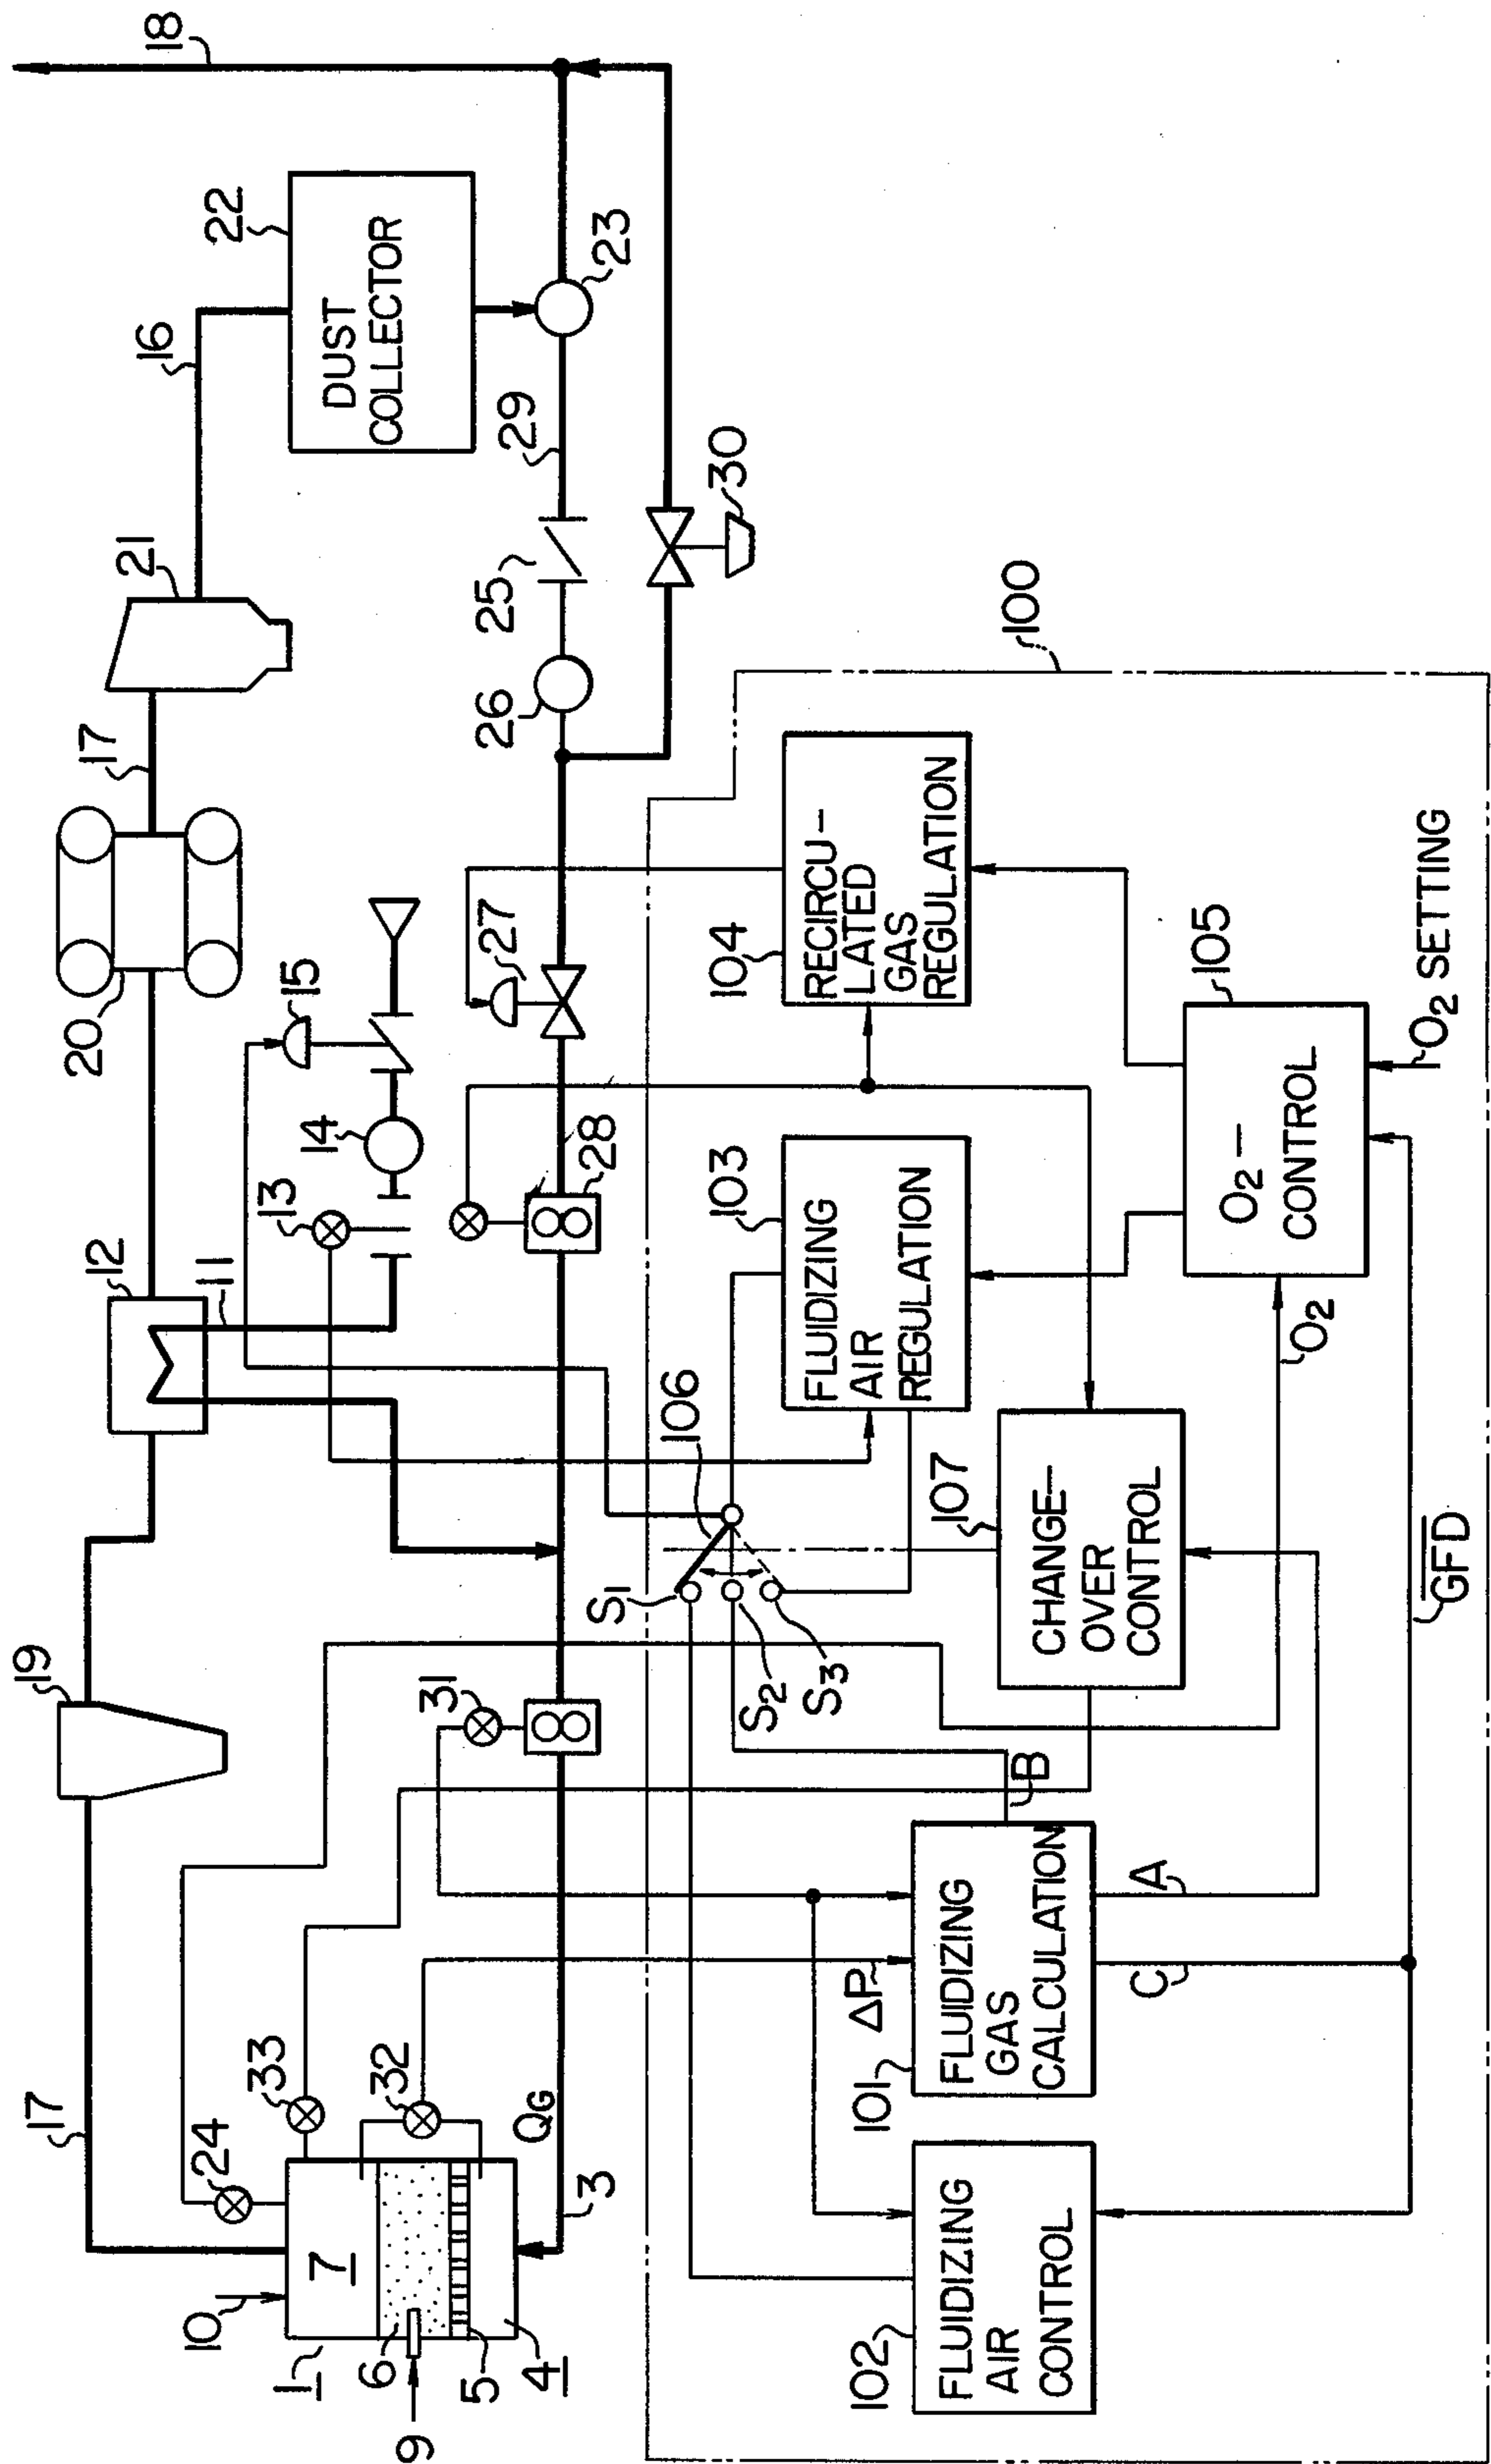 17
19
12
20
17
21
16
22
DUST
COLLECTOR
18
11
13
14
15
10
24
33
1
7
6
5
4
9
32
31
QG
3
28
27
26
25
29
23
30
100
106
S1
S2
S3
103
FLUIDIZING
AIR
REGULATION
104
RECIRCU-
LATED
GAS
REGULATION
ΔP
B
107
CHANGE-
OVER
CONTROL
101
FLUIDIZING
GAS
CALCULATION
A
C
102
FLUIDIZING
AIR
CONTROL
O2
105
O2-
CONTROL
O2 SETTING
GFD